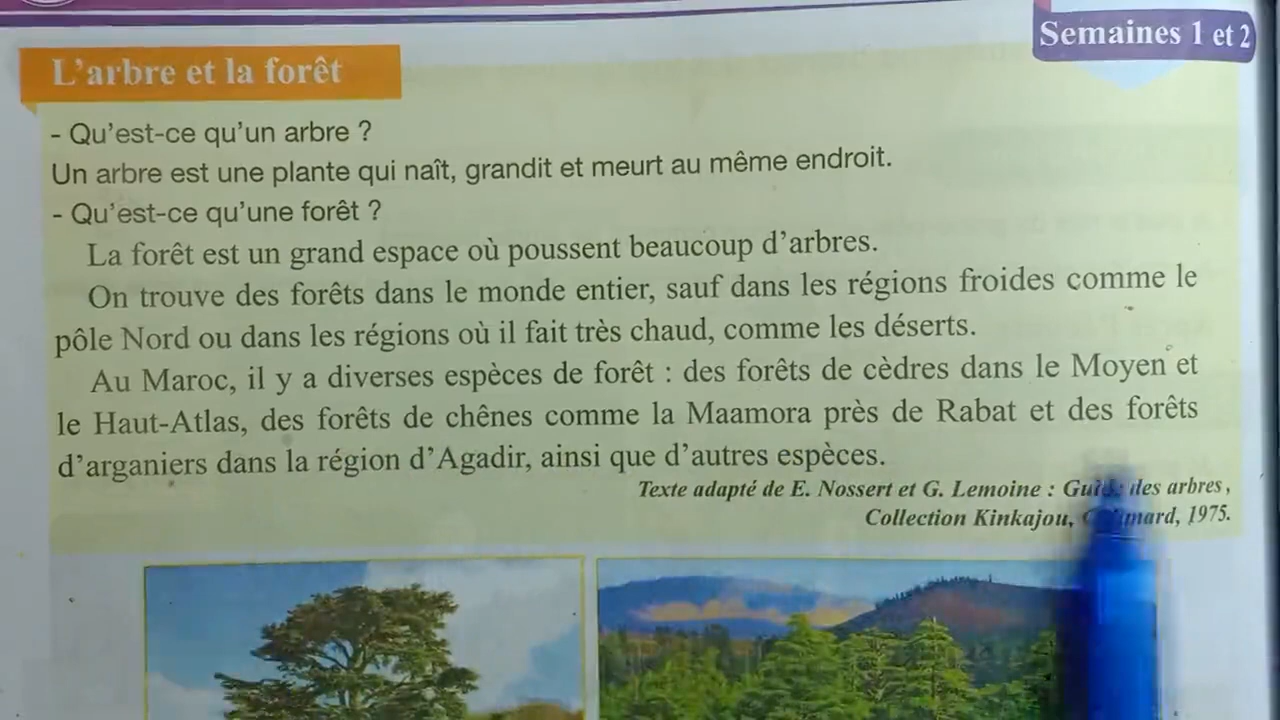 Semaines 1 et 2
L'arbre et la forêt
- Qu'est-ce qu'un arbre ?
Un arbre est une plante qui naît, grandit et meurt au même endroit.
- Qu'est-ce qu'une forêt ?
La forêt est un grand espace où poussent beaucoup d'arbres.
On trouve des forêts dans le monde entier, sauf dans les régions froides comme le
pôle Nord ou dans les régions où il fait très chaud, comme les déserts.
Au Maroc, il y a diverses espèces de forêt : des forêts de cèdres dans le Moyen et
le Haut-Atlas, des forêts de chênes comme la Maamora près de Rabat et des forêts
d'arganiers dans la région d'Agadir, ainsi que d'autres espèces.
Texte adapté de E. Nossert et G. Lemoine : Guide des arbres,
Collection Kinkajou, 1975.